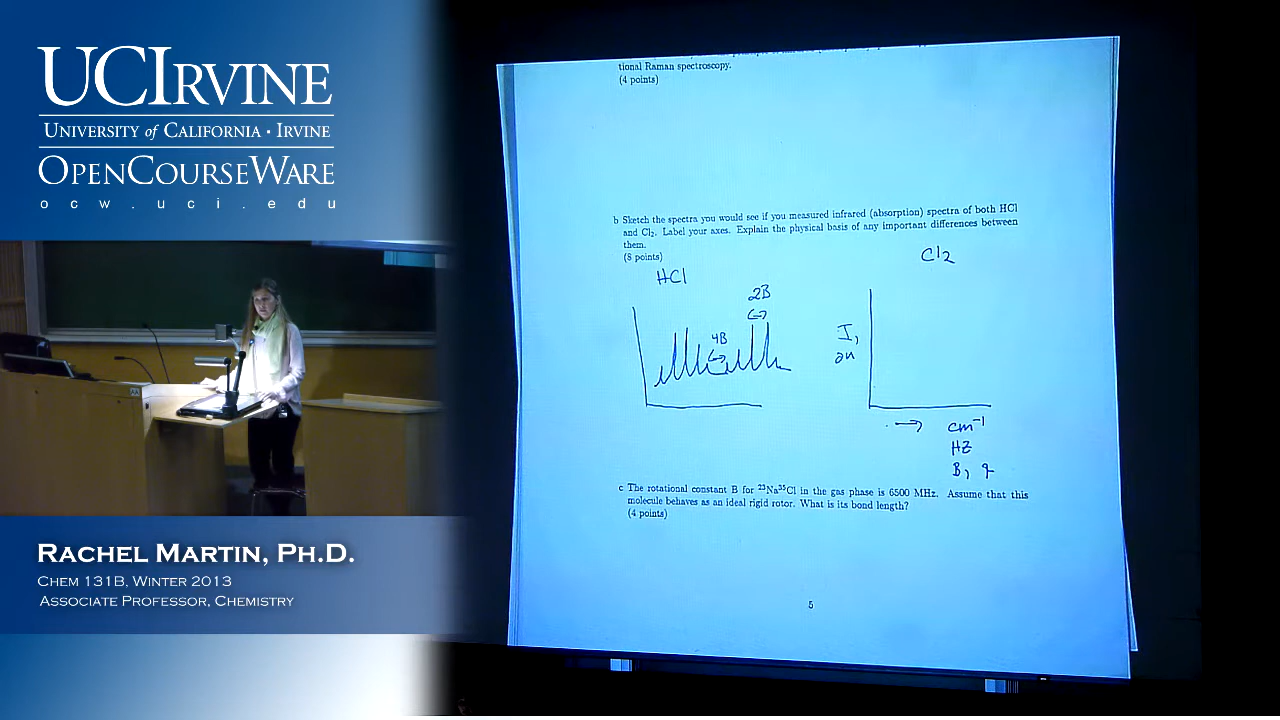 UCIRVINE
UNIVERSITY of CALIFORNIA · IRVINE
OPENCOURSEWARE
ocw.uci.edu
RACHEL MARTIN, PH.D.
CHEM 131B, WINTER 2013
ASSOCIATE PROFESSOR, CHEMISTRY
tional Raman spectroscopy.
(4 points)
b Sketch the spectra you would see if you measured infrared (absorption) spectra of both HCl
and Cl₂. Label your axes. Explain the physical basis of any important differences between
them.
(8 points)
HCl
Cl₂
2B
4B
I,
cm⁻¹
HZ
B,
c The rotational constant B for ²³Na³⁵Cl in the gas phase is 6500 MHz. Assume that this
molecule behaves as an ideal rigid rotor. What is its bond length?
(4 points)
5